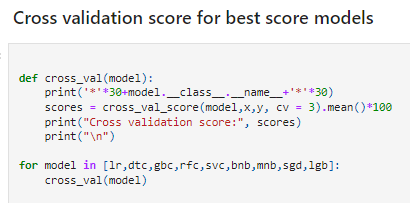 Cross validation score for best score models
def cross_val(model):
    print('*'*30+model.__class__.__name__+'*'*30)
    scores = cross_val_score(model,x,y, cv = 3).mean()*100
    print("Cross validation score:", scores)
    print("\n")
for model in [lr,dtc,gbc,rfc,svc,bnb,mnb,sgd,lgb]:
    cross_val(model)